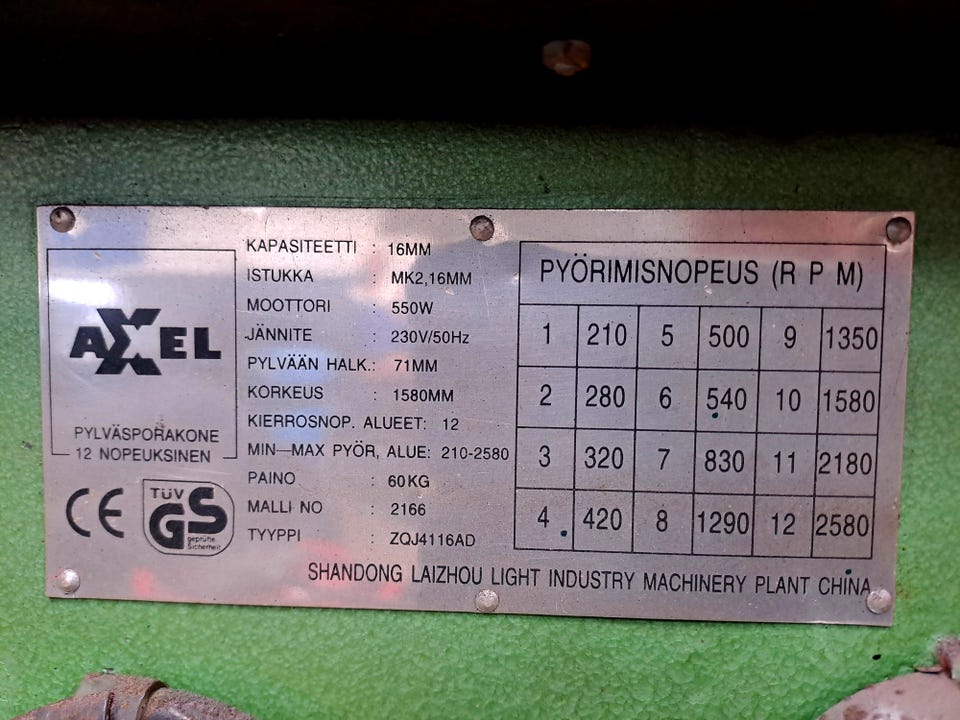 AXEL
PYLVÄSPORAKONE
12 NOPEUKSINEN
CE
TÜV
GS
geprüfte
Sicherheit
KAPASITEETTI : 16MM
ISTUKKA : MK2,16MM
MOOTTORI : 550W
JÄNNITE : 230V/50Hz
PYLVÄÄN HALK.: 71MM
KORKEUS : 1580MM
KIERROSNOP. ALUEET: 12
MIN—MAX PYÖR, ALUE: 210-2580
PAINO : 60KG
MALLI NO : 2166
TYYPPI : ZQJ4116AD
PYÖRIMISNOPEUS (R P M)
1 210 5 500 9 1350
2 280 6 540 10 1580
3 320 7 830 11 2180
4 420 8 1290 12 2580
SHANDONG LAIZHOU LIGHT INDUSTRY MACHINERY PLANT CHINA